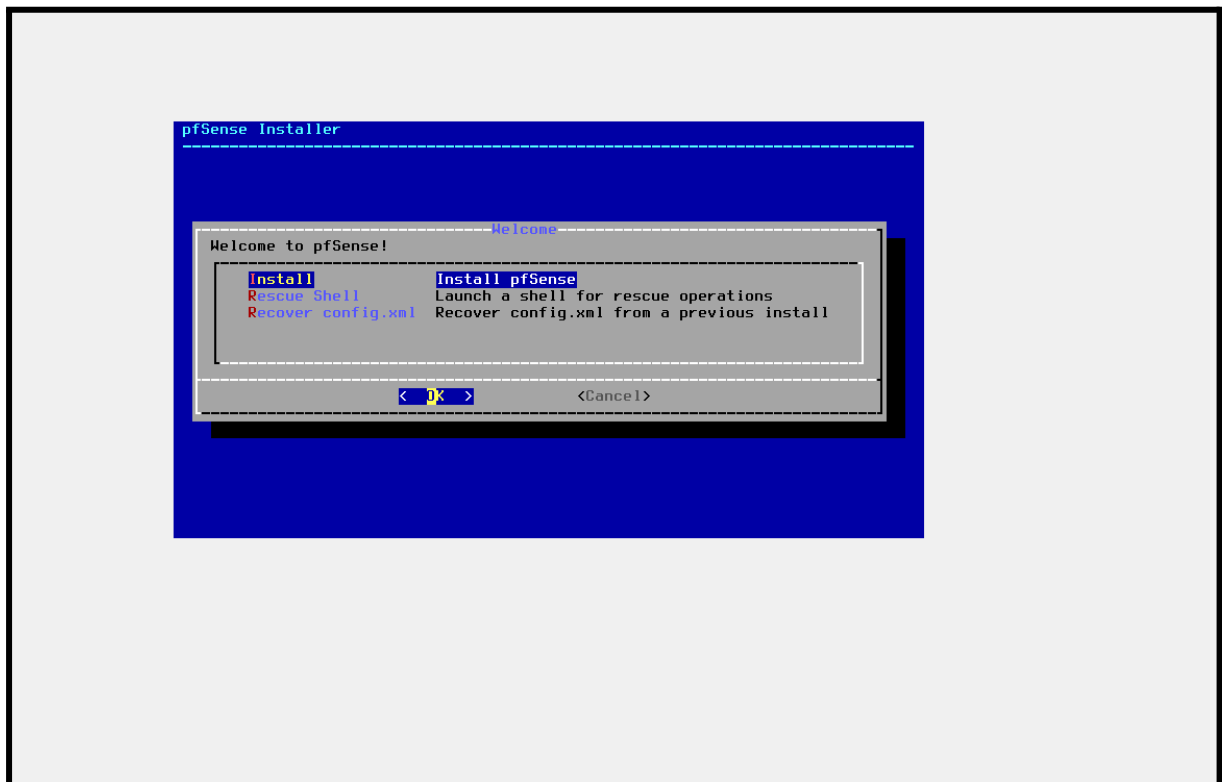 pfSense Installer
Welcome
Welcome to pfSense!
Install Install pfSense
Rescue Shell Launch a shell for rescue operations
Recover config.xml Recover config.xml from a previous install
< OK > <Cancel>